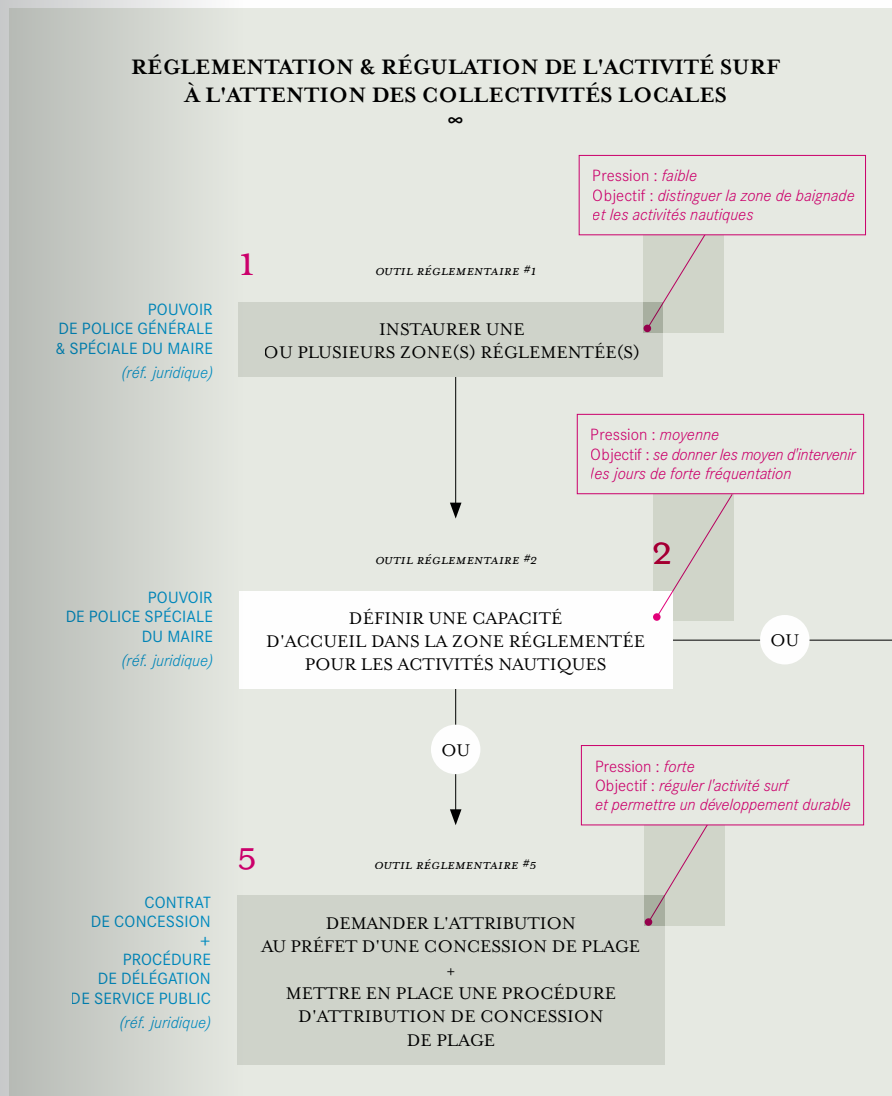 RÉGLEMENTATION & RÉGULATION DE L'ACTIVITÉ SURF
À L'ATTENTION DES COLLECTIVITÉS LOCALES
∞
Pression : faible
Objectif : distinguer la zone de baignade
et les activités nautiques
1
OUTIL RÉGLEMENTAIRE #1
POUVOIR
DE POLICE GÉNÉRALE
& SPÉCIALE DU MAIRE
(réf. juridique)
INSTAURER UNE
OU PLUSIEURS ZONE(S) RÉGLEMENTÉE(S)
Pression : moyenne
Objectif : se donner les moyen d'intervenir
les jours de forte fréquentation
OUTIL RÉGLEMENTAIRE #2
2
POUVOIR
DE POLICE SPÉCIALE
DU MAIRE
(réf. juridique)
DÉFINIR UNE CAPACITÉ
D'ACCUEIL DANS LA ZONE RÉGLEMENTÉE
POUR LES ACTIVITÉS NAUTIQUES
OU
OU
Pression : forte
Objectif : réguler l'activité surf
et permettre un développement durable
5
OUTIL RÉGLEMENTAIRE #5
CONTRAT
DE CONCESSION
+
PROCÉDURE
DE DÉLÉGATION
DE SERVICE PUBLIC
(réf. juridique)
DEMANDER L'ATTRIBUTION
AU PRÉFET D'UNE CONCESSION DE PLAGE
+
METTRE EN PLACE UNE PROCÉDURE
D'ATTRIBUTION DE CONCESSION
DE PLAGE